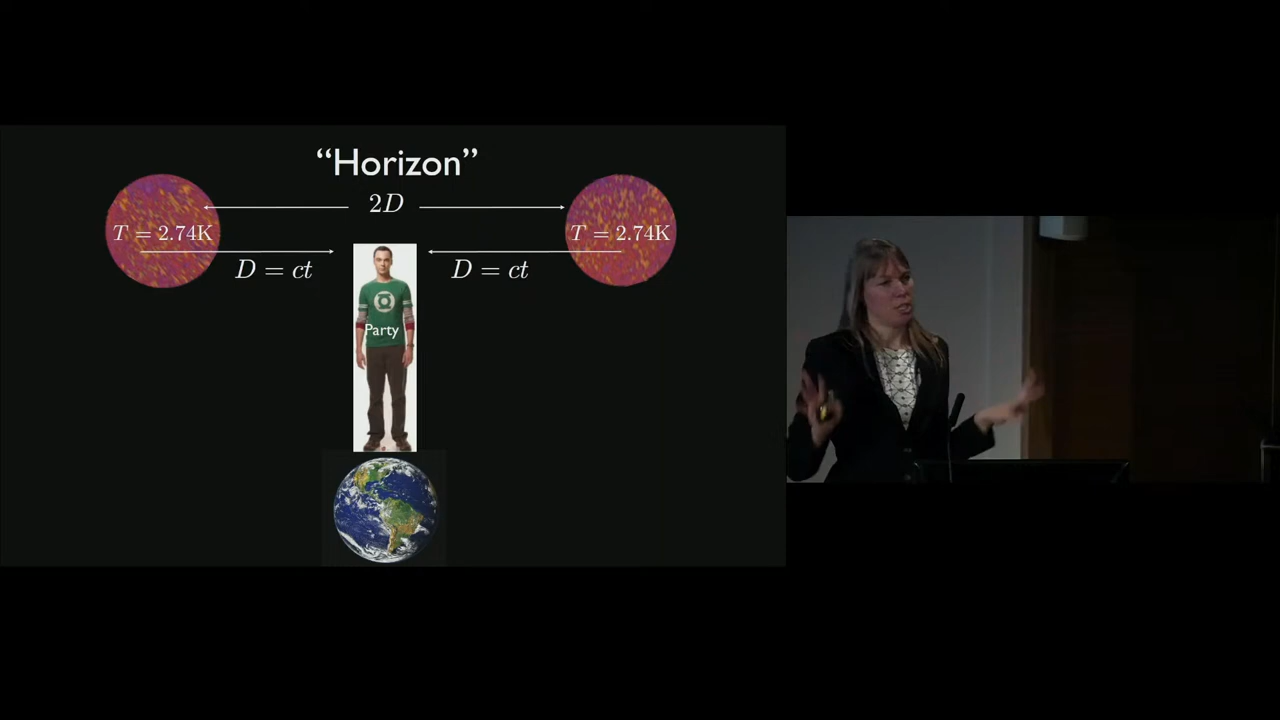 “Horizon”
2D
T = 2.74K
T = 2.74K
D = ct
D = ct
Party